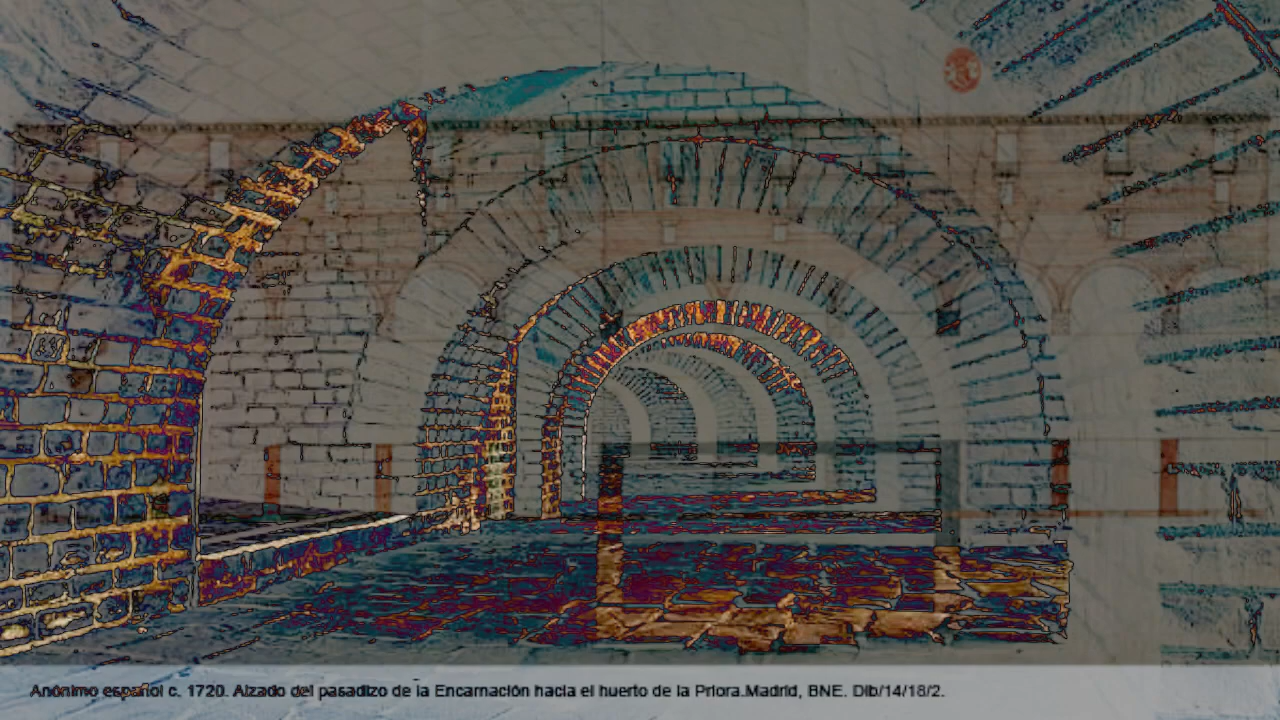 Anónimo español c. 1720. Alzado del pasadizo de la Encarnación hacia el huerto de la Priora.Madrid, BNE. Dib/14/18/2.